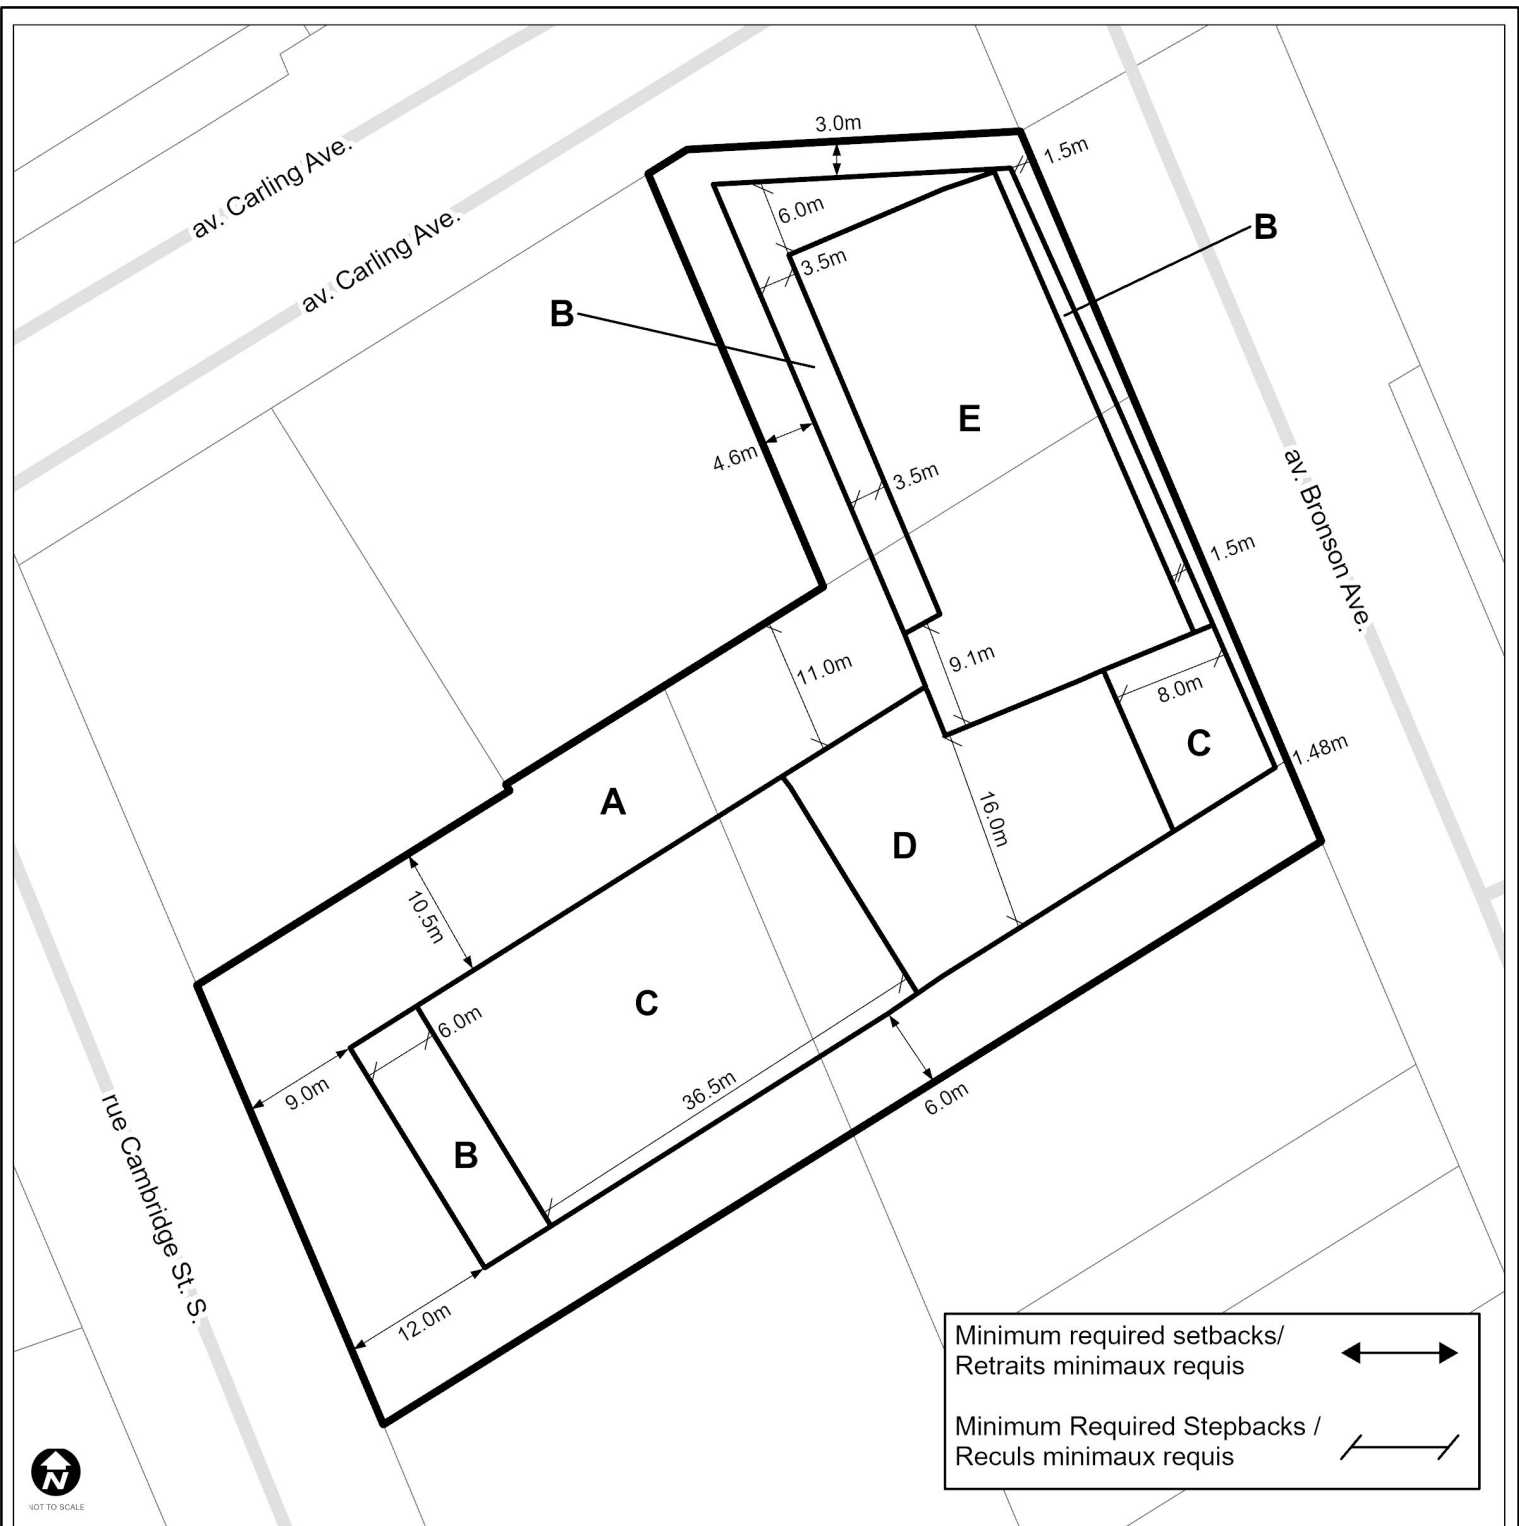 3.0m
1.5m
av. Carling Ave.
6.0m
B
av. Carling Ave.
3.5m
B
E
4.6m
3.5m
av. Bronson Ave.
1.5m
11.0m
9.1m
8.0m
C
1.48m
A
16.0m
D
10.5m
C
6.0m
9.0m
36.5m
6.0m
rue Cambridge St. S.
B
12.0m
Minimum required setbacks/
Retraits minimaux requis
Minimum Required Stepbacks /
Reculs minimaux requis
N
NOT TO SCALE